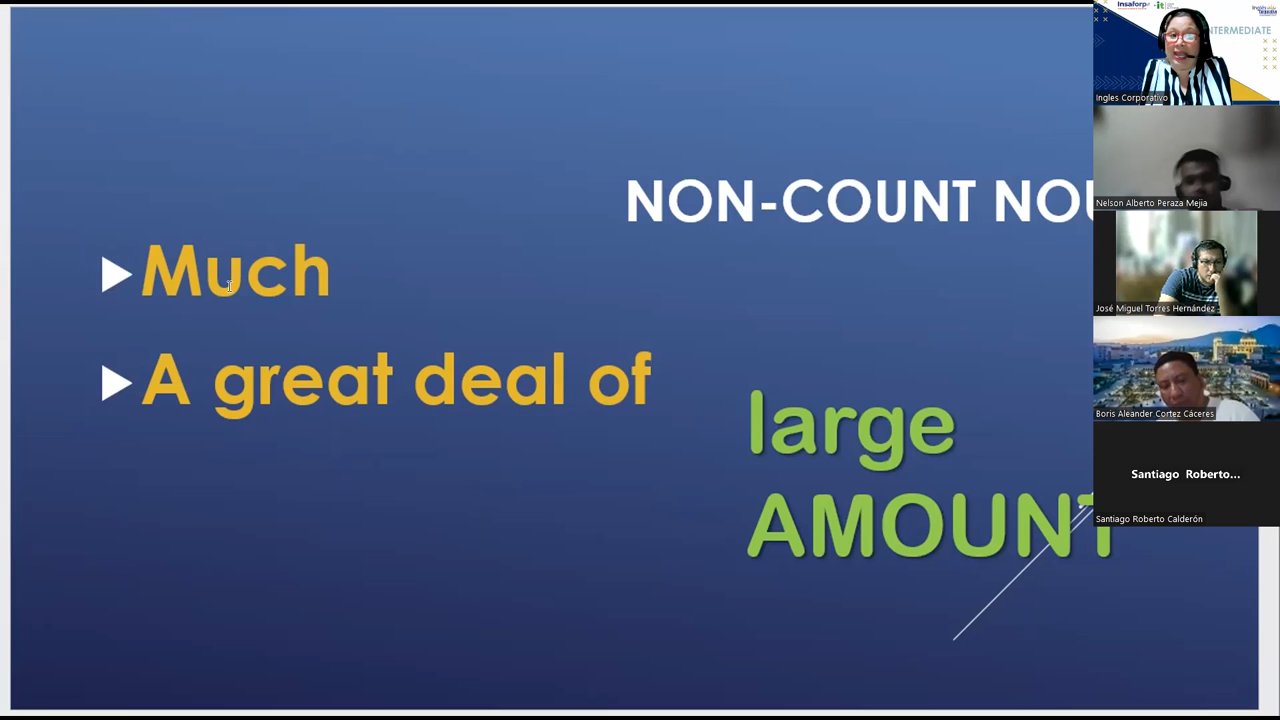 NON-COUNT NOU
Much
A great deal of
large
AMOUNT
Insaforp
INTERMEDIATE
Ingles Corporativo
Nelson Alberto Peraza Mejia
José Miguel Torres Hernández
Boris Aleander Cortez Cáceres
Santiago Roberto...
Santiago Roberto Calderón